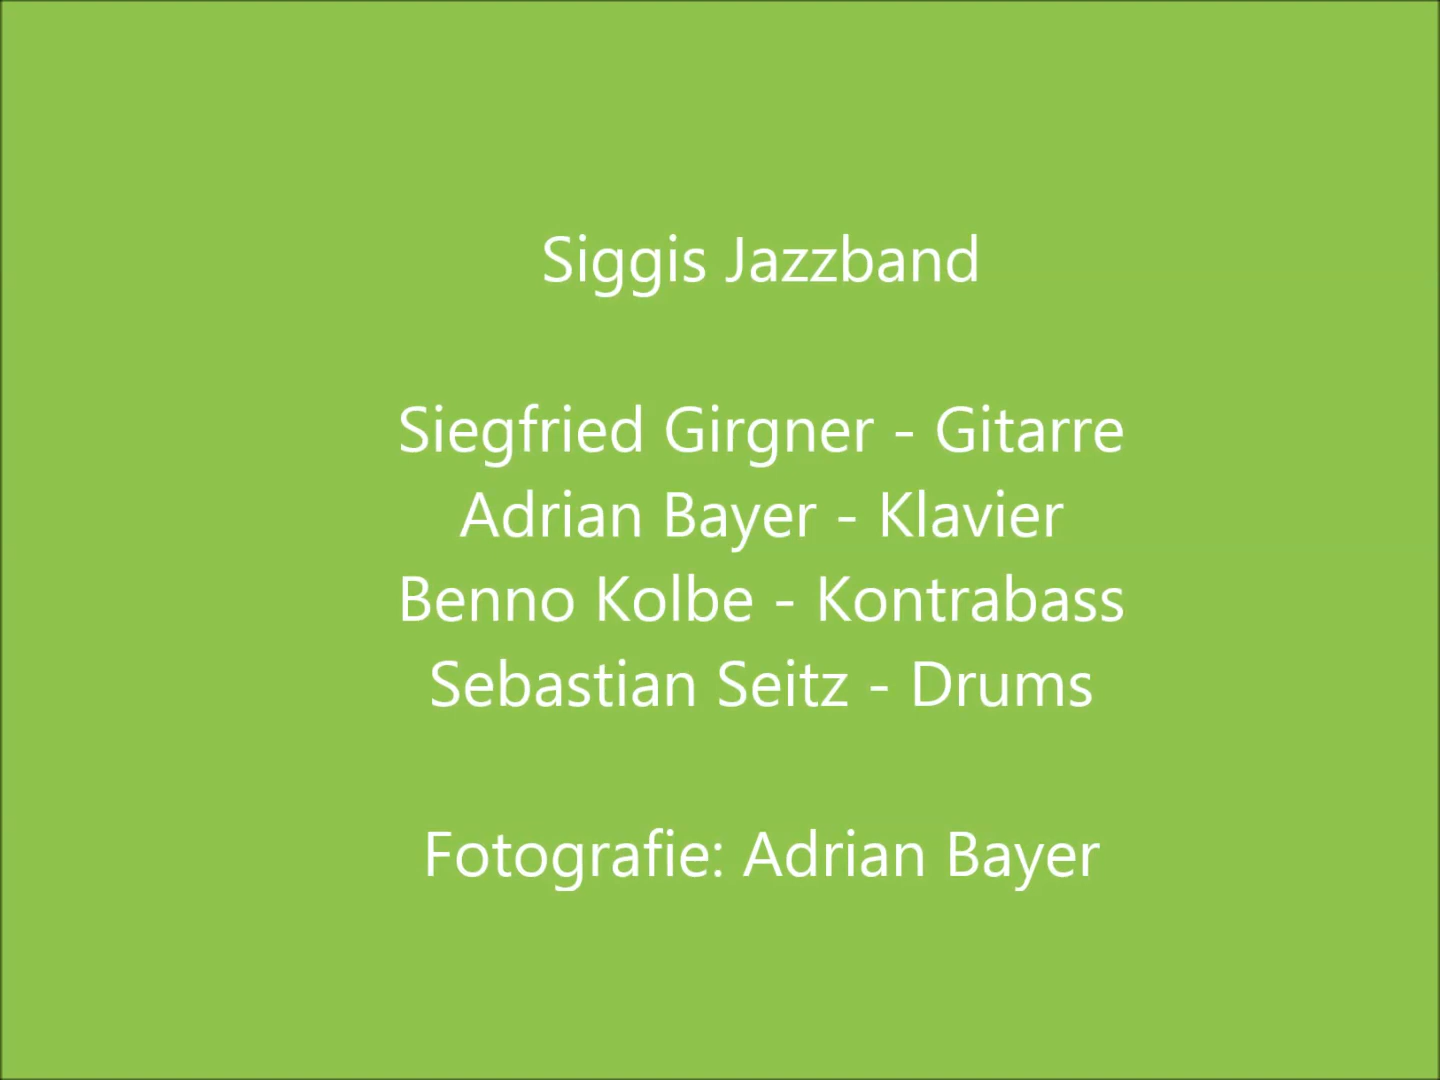 Siggis Jazzband
Siegfried Girgner - Gitarre
Adrian Bayer - Klavier
Benno Kolbe - Kontrabass
Sebastian Seitz - Drums
Fotografie: Adrian Bayer